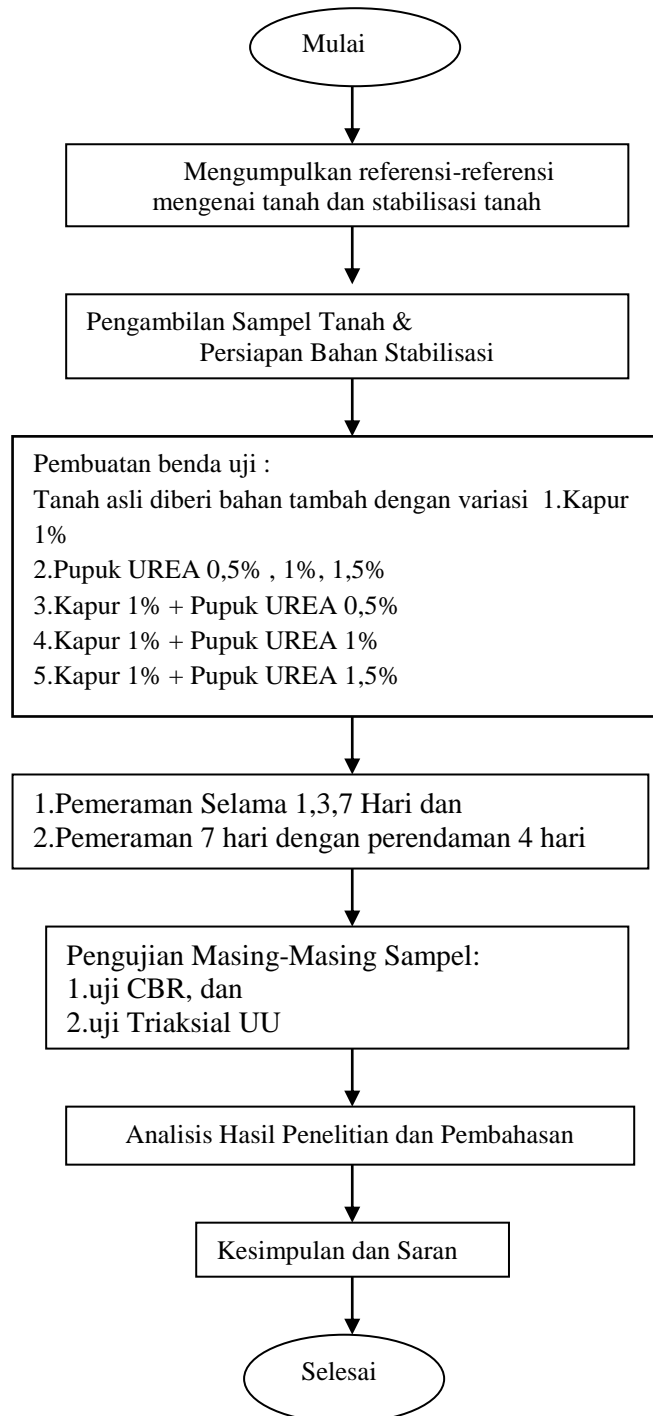 Mulai
Mengumpulkan referensi-referensi
mengenai tanah dan stabilisasi tanah
Pengambilan Sampel Tanah &
Persiapan Bahan Stabilisasi
Pembuatan benda uji :
Tanah asli diberi bahan tambah dengan variasi 1.Kapur
1%
2.Pupuk UREA 0,5% , 1%, 1,5%
3.Kapur 1% + Pupuk UREA 0,5%
4.Kapur 1% + Pupuk UREA 1%
5.Kapur 1% + Pupuk UREA 1,5%
1.Pemeraman Selama 1,3,7 Hari dan
2.Pemeraman 7 hari dengan perendaman 4 hari
Pengujian Masing-Masing Sampel:
1.uji CBR, dan
2.uji Triaksial UU
Analisis Hasil Penelitian dan Pembahasan
Kesimpulan dan Saran
Selesai